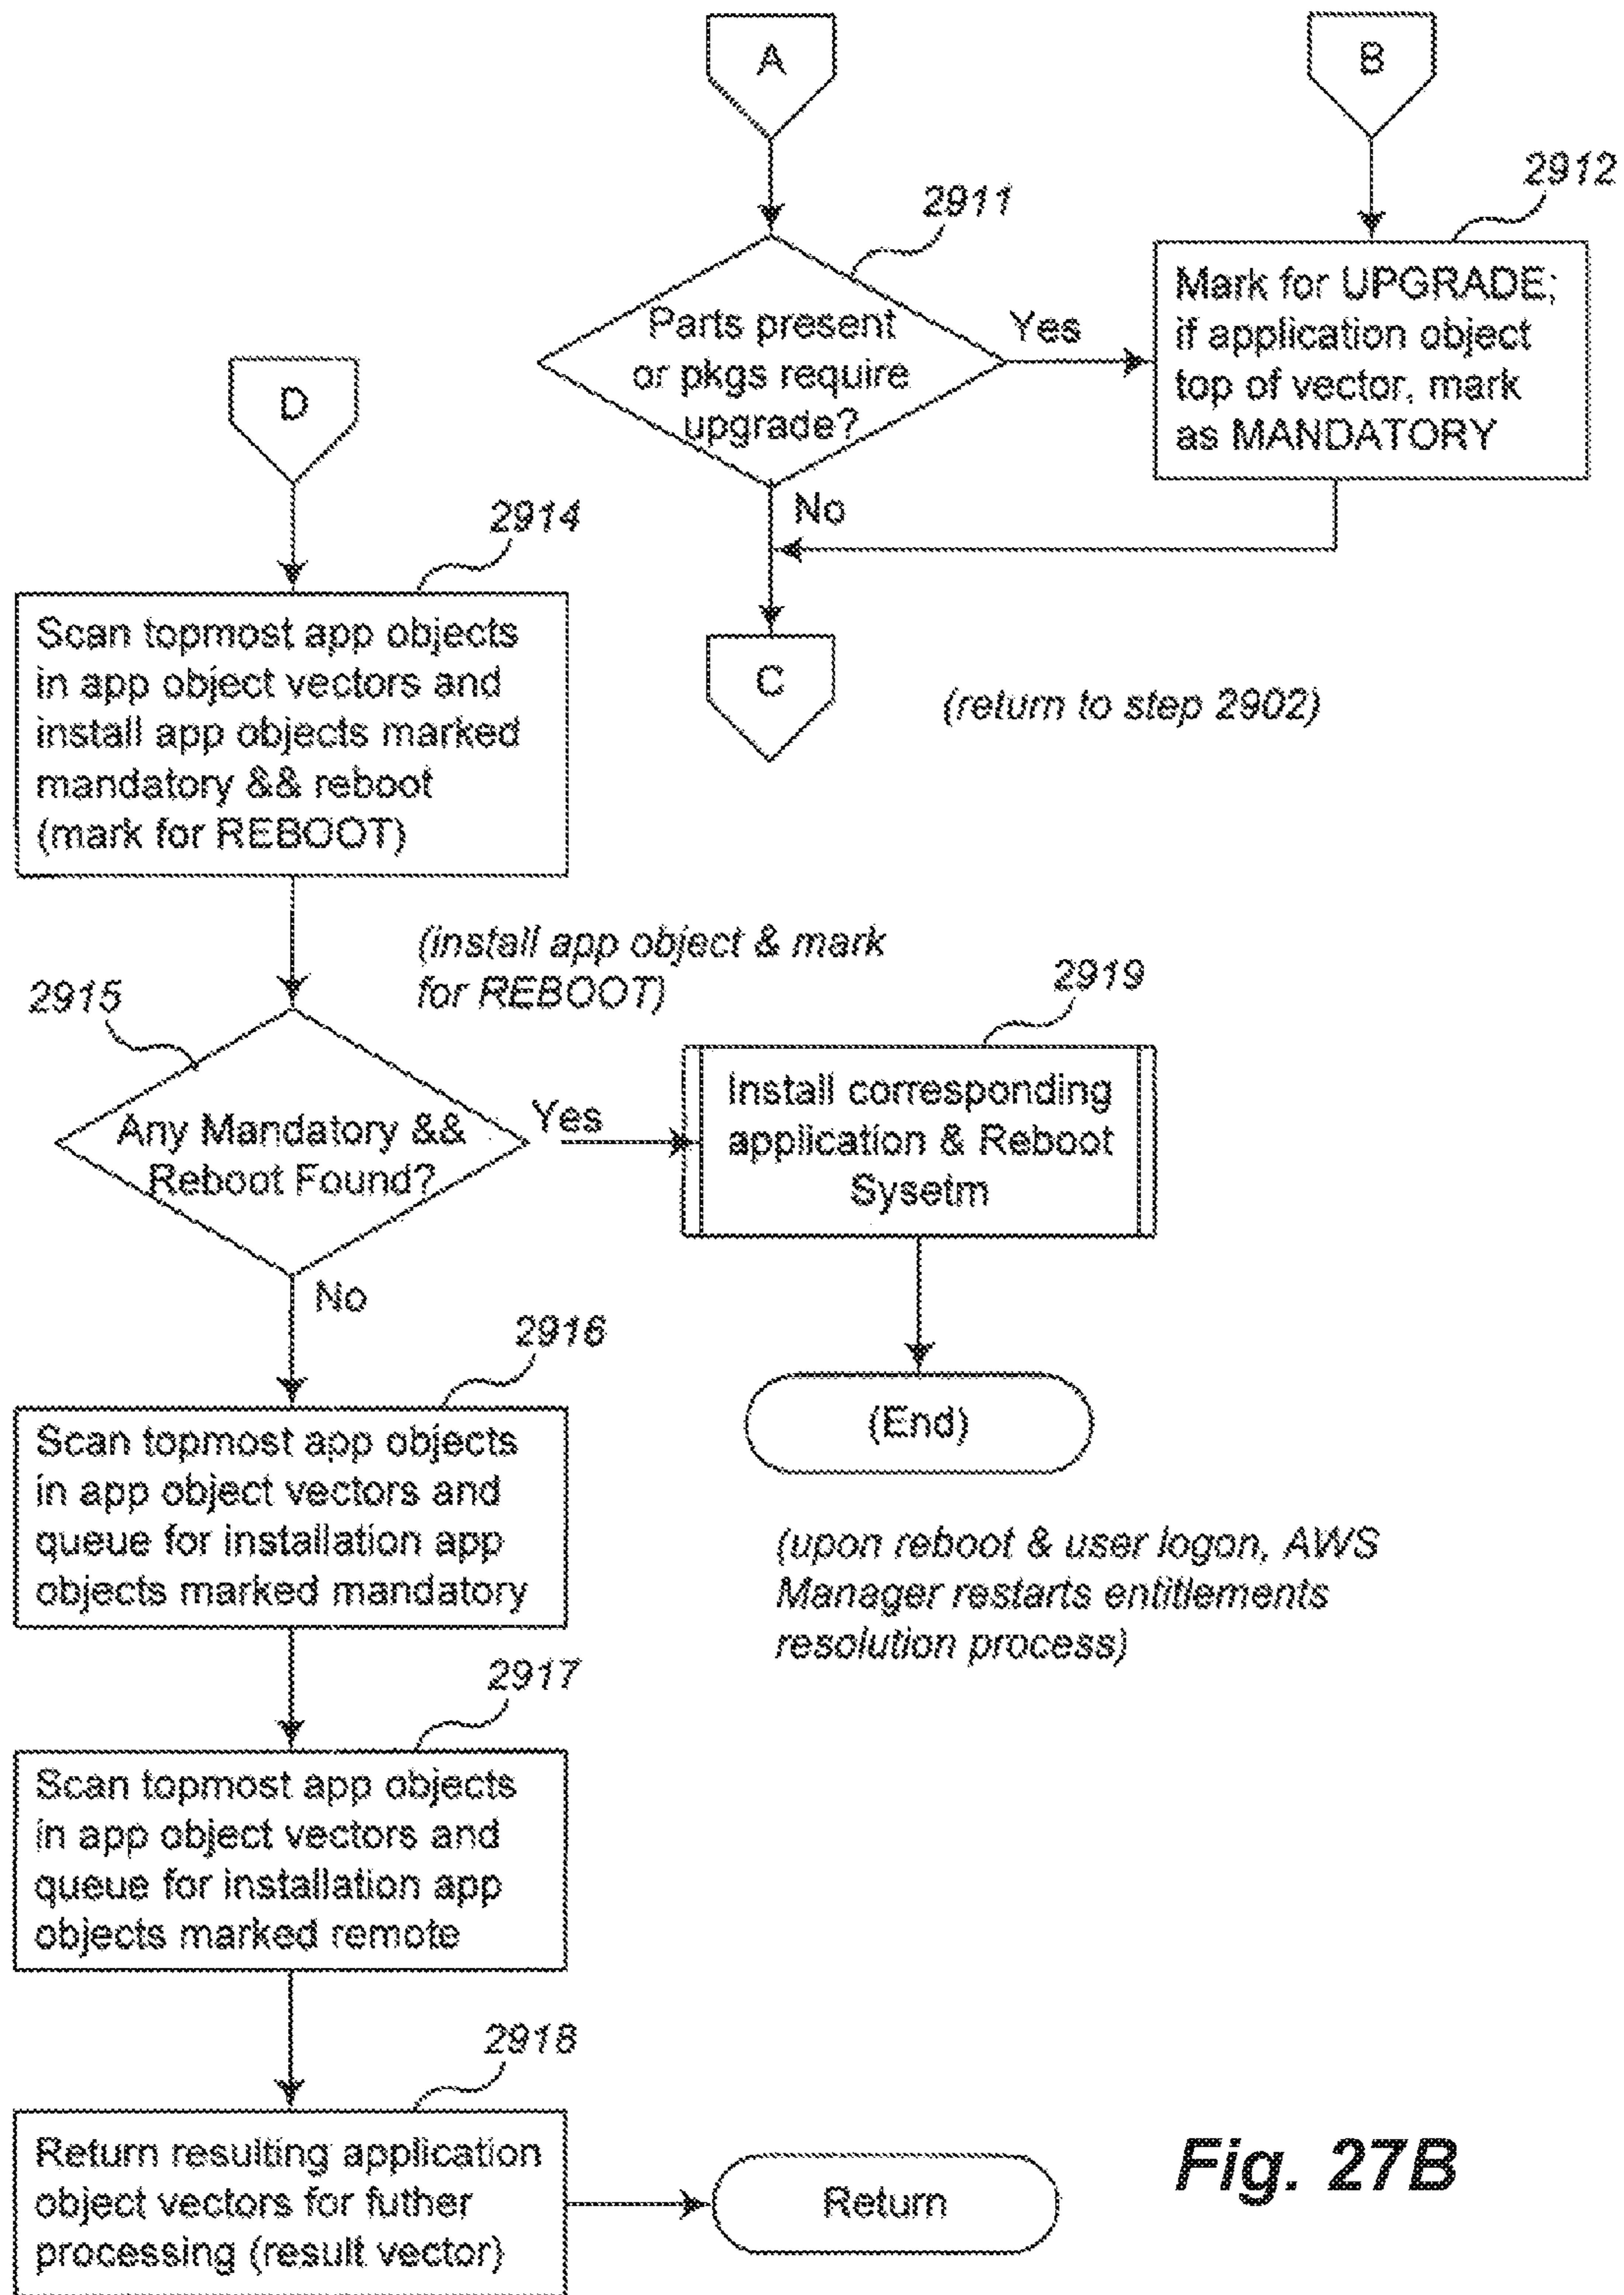 A
B
2911
2912
Parts present
or pkgs require
upgrade?
Yes
Mark for UPGRADE;
if application object
top of vector, mark
as MANDATORY
No
C
(return to step 2902)
D
2914
Scan topmost app objects
in app object vectors and
install app objects marked
mandatory && reboot
(mark for REBOOT)
(install app object & mark
for REBOOT)
2915
Any Mandatory &&
Reboot Found?
Yes
2919
Install corresponding
application & Reboot
Sysetm
(End)
(upon reboot & user logon, AWS
Manager restarts entitlements
resolution process)
No
2916
Scan topmost app objects
in app object vectors and
queue for installation app
objects marked mandatory
2917
Scan topmost app objects
in app object vectors and
queue for installation app
objects marked remote
2918
Return resulting application
object vectors for futher
processing (result vector)
Return
Fig. 27B